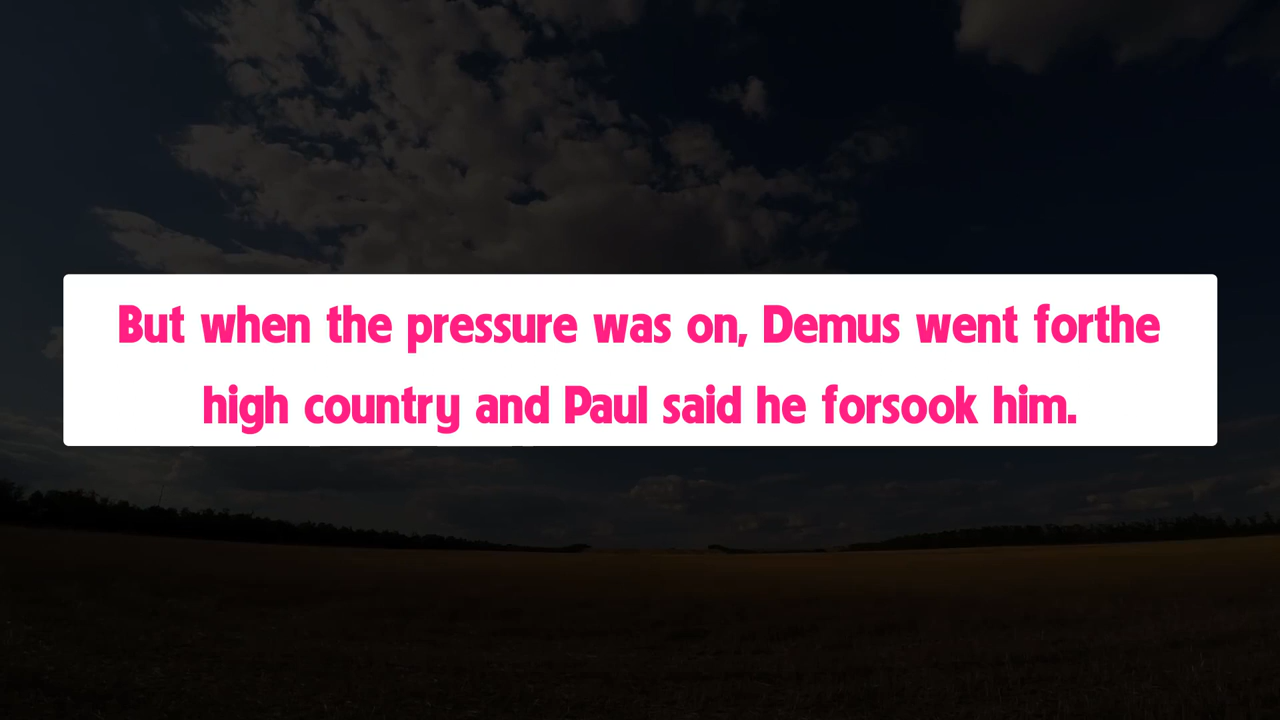 But when the pressure was on, Demus went forthe
high country and Paul said he forsook him.